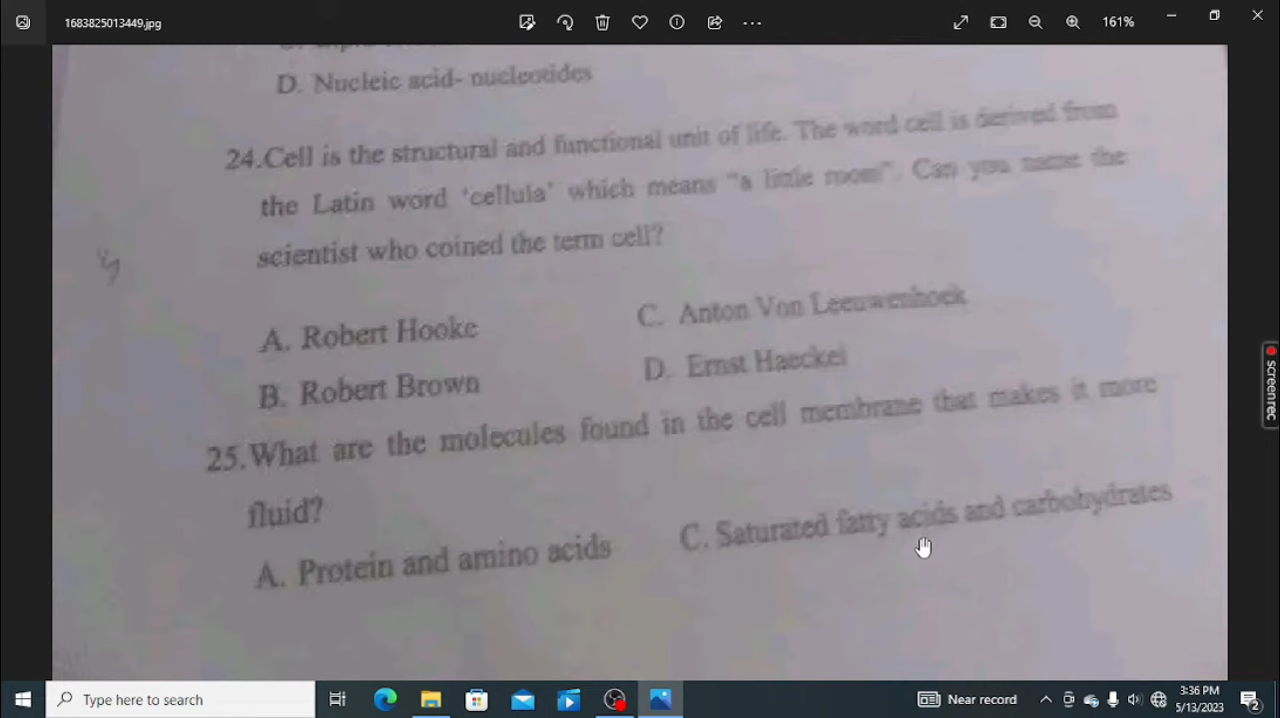 1683825013449.jpg
161%
D. Nucleic acid- nucleotides
24.Cell is the structural and functional unit of life. The word cell is derived from
the Latin word 'cellula' which means "a little room". Can you name the
scientist who coined the term cell?
A. Robert Hooke
C. Anton Von Leeuwenhoek
B. Robert Brown
D. Ernst Haeckel
25.What are the molecules found in the cell membrane that makes it more
fluid?
A. Protein and amino acids
C. Saturated fatty acids and carbohydrates
screenrec
Type here to search
Near record
3:36 PM
5/13/2023
2